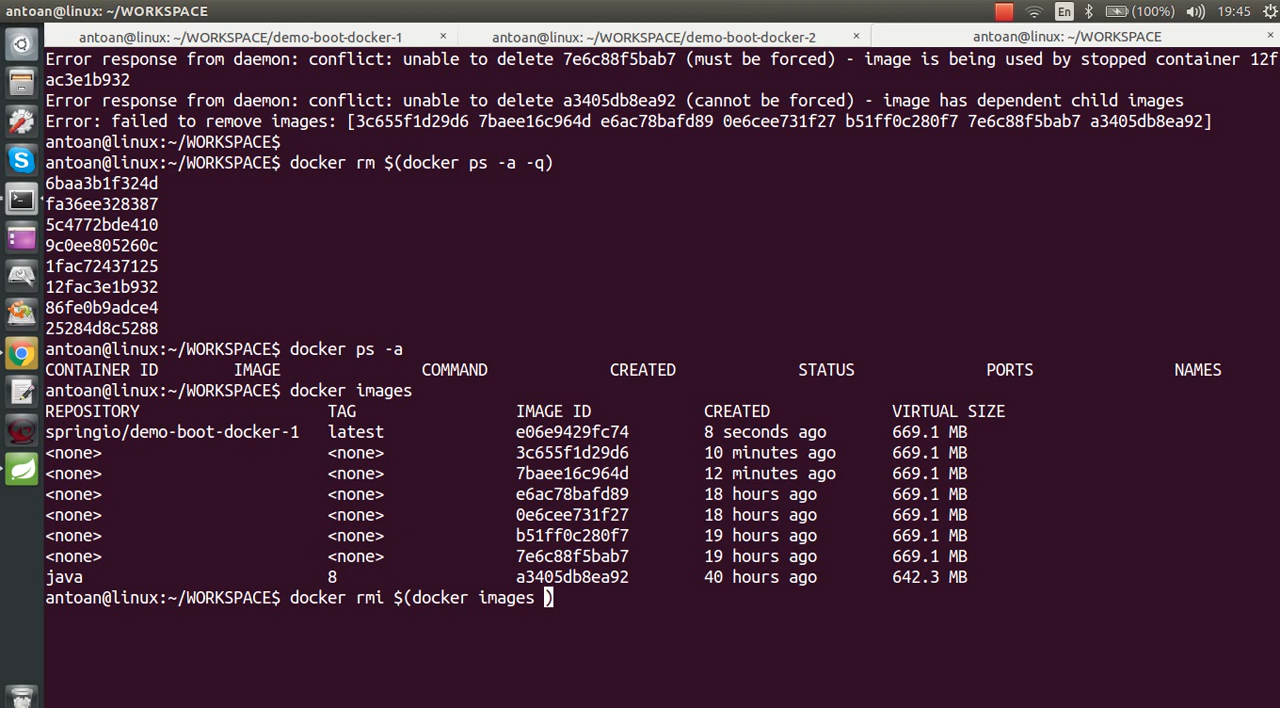 antoan@linux: ~/WORKSPACE
En
(100%)
19:45
antoan@linux: ~/WORKSPACE/demo-boot-docker-1 ×
antoan@linux: ~/WORKSPACE/demo-boot-docker-2 ×
antoan@linux: ~/WORKSPACE ×
Error response from daemon: conflict: unable to delete 7e6c88f5bab7 (must be forced) - image is being used by stopped container 12f
ac3e1b932
Error response from daemon: conflict: unable to delete a3405db8ea92 (cannot be forced) - image has dependent child images
Error: failed to remove images: [3c655f1d29d6 7baee16c964d e6ac78bafd89 0e6cee731f27 b51ff0c280f7 7e6c88f5bab7 a3405db8ea92]
antoan@linux:~/WORKSPACE$
antoan@linux:~/WORKSPACE$ docker rm $(docker ps -a -q)
6baa3b1f324d
fa36ee328387
5c4772bde410
9c0ee805260c
1fac72437125
12fac3e1b932
86fe0b9adce4
25284d8c5288
antoan@linux:~/WORKSPACE$ docker ps -a
CONTAINER ID IMAGE COMMAND CREATED STATUS PORTS NAMES
antoan@linux:~/WORKSPACE$ docker images
REPOSITORY TAG IMAGE ID CREATED VIRTUAL SIZE
springio/demo-boot-docker-1 latest e06e9429fc74 8 seconds ago 669.1 MB
<none> <none> 3c655f1d29d6 10 minutes ago 669.1 MB
<none> <none> 7baee16c964d 12 minutes ago 669.1 MB
<none> <none> e6ac78bafd89 18 hours ago 669.1 MB
<none> <none> 0e6cee731f27 18 hours ago 669.1 MB
<none> <none> b51ff0c280f7 19 hours ago 669.1 MB
<none> <none> 7e6c88f5bab7 19 hours ago 669.1 MB
java 8 a3405db8ea92 40 hours ago 642.3 MB
antoan@linux:~/WORKSPACE$ docker rmi $(docker images )